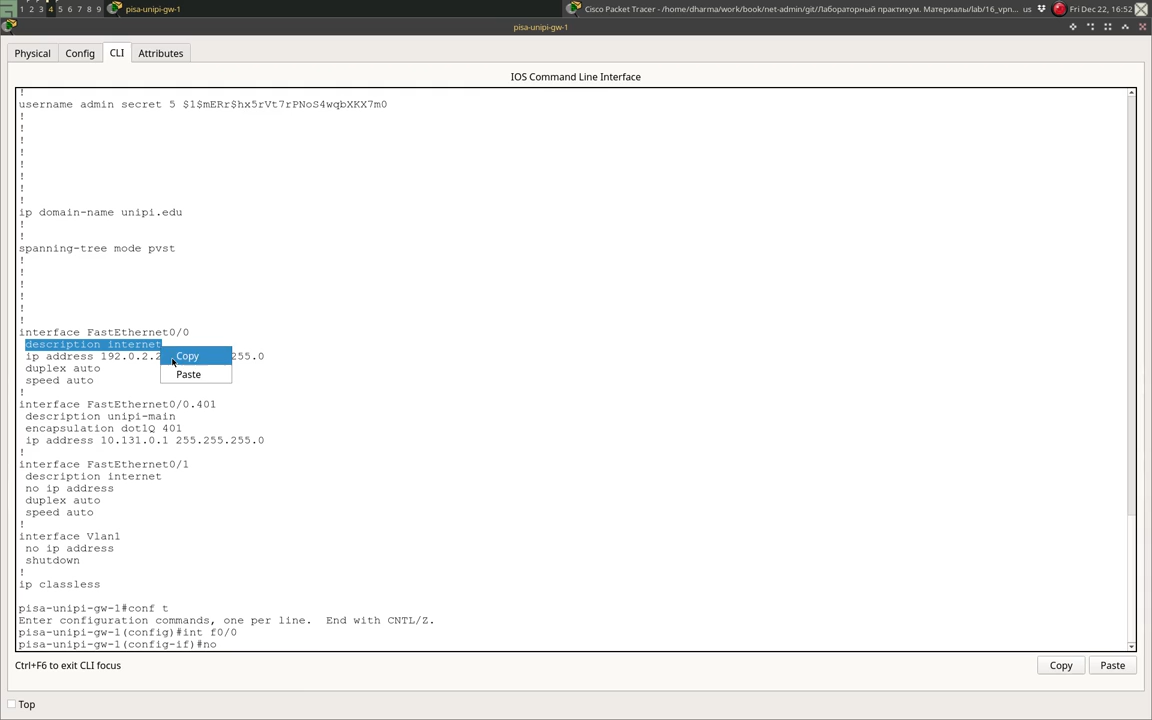 1 2 3 4 5 6 7 8 9 pisa-unipi-gw-1 Cisco Packet Tracer - /home/dharma/work/book/net-admin/git/Лабораторный практикум. Материалы/lab/16_vpn... us Fri Dec 22, 16:52
pisa-unipi-gw-1
Physical Config CLI Attributes
IOS Command Line Interface
!
username admin secret 5 $1$mERr$hx5rVt7rPNoS4wqbXKX7m0
!
!
!
!
!
!
!
!
ip domain-name unipi.edu
!
!
spanning-tree mode pvst
!
!
!
!
!
!
interface FastEthernet0/0
description internet
ip address 192.0.2.2 255.0
Copy
duplex auto
Paste
speed auto
!
interface FastEthernet0/0.401
description unipi-main
encapsulation dot1Q 401
ip address 10.131.0.1 255.255.255.0
!
interface FastEthernet0/1
description internet
no ip address
duplex auto
speed auto
!
interface Vlan1
no ip address
shutdown
!
ip classless
pisa-unipi-gw-1#conf t
Enter configuration commands, one per line.  End with CNTL/Z.
pisa-unipi-gw-1(config)#int f0/0
pisa-unipi-gw-1(config-if)#no
Ctrl+F6 to exit CLI focus
Copy Paste
Top